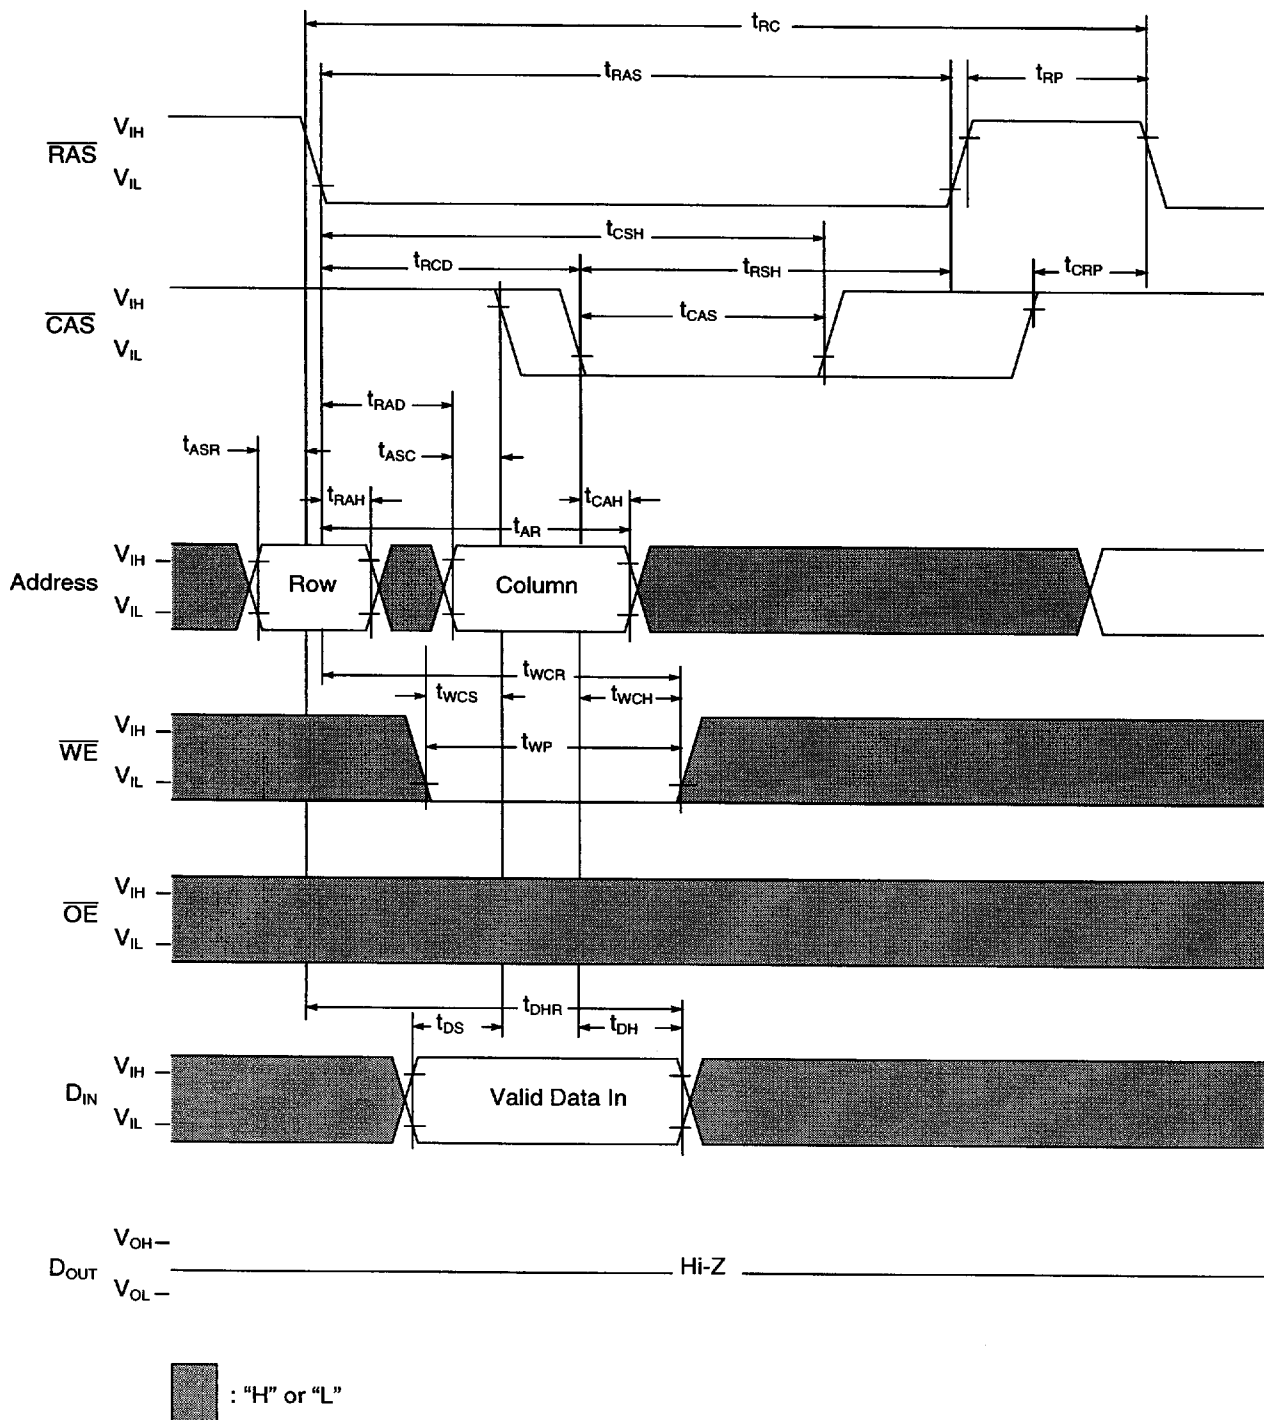 tRC
tRAS
tRP
RAS
VIH
VIL
tCSH
tRCD
tRSH
tCRP
CAS
VIH
VIL
tCAS
tRAD
tASR
tASC
tRAH
tCAH
tAR
Address
VIH
VIL
Row
Column
tWCR
tWCS
tWCH
WE
VIH
VIL
tWP
OE
VIH
VIL
tDHR
tDS
tDH
DIN
VIH
VIL
Valid Data In
DOUT
VOH
VOL
Hi-Z
: “H” or “L”